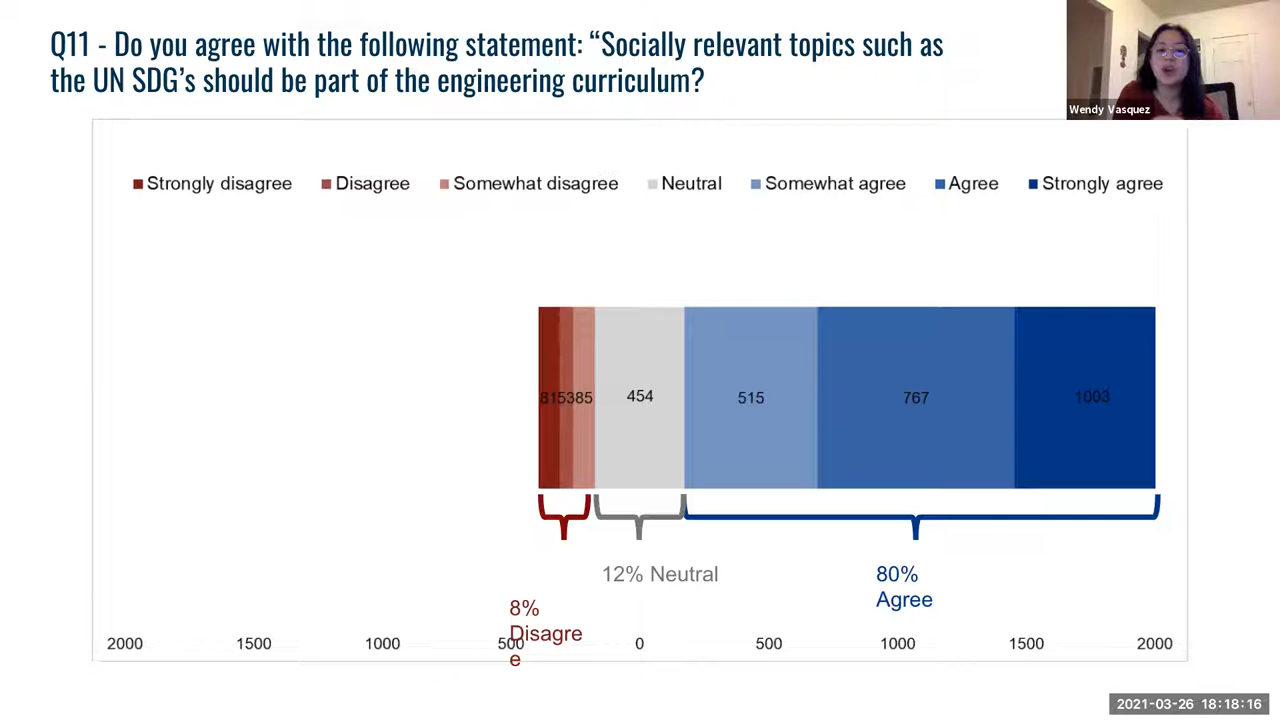 Q11 - Do you agree with the following statement: “Socially relevant topics such as
the UN SDG’s should be part of the engineering curriculum?
Wendy Vasquez
Strongly disagree Disagree Somewhat disagree Neutral Somewhat agree Agree Strongly agree
815385 454 515 767 1003
12% Neutral
80%
Agree
8%
Disagre
e
2000 1500 1000 500 0 500 1000 1500 2000
2021-03-26 18:18:16